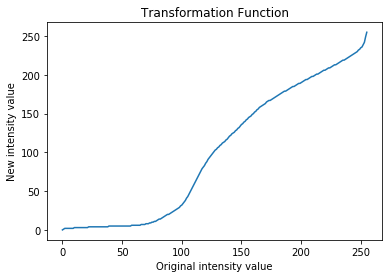 Transformation Function
New intensity value
250
200
150
100
50
0
0 50 100 150 200 250
Original intensity value